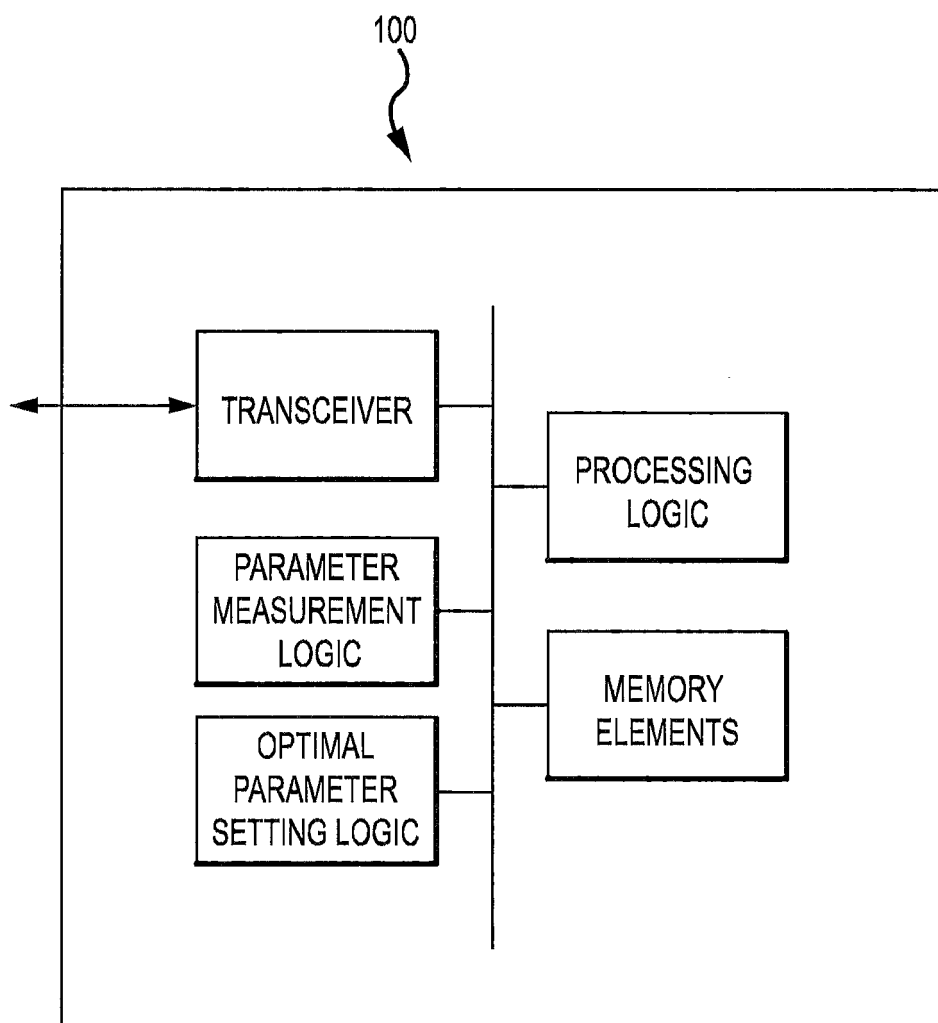 100
TRANSCEIVER
PROCESSING
LOGIC
PARAMETER
MEASUREMENT
LOGIC
MEMORY
ELEMENTS
OPTIMAL
PARAMETER
SETTING LOGIC